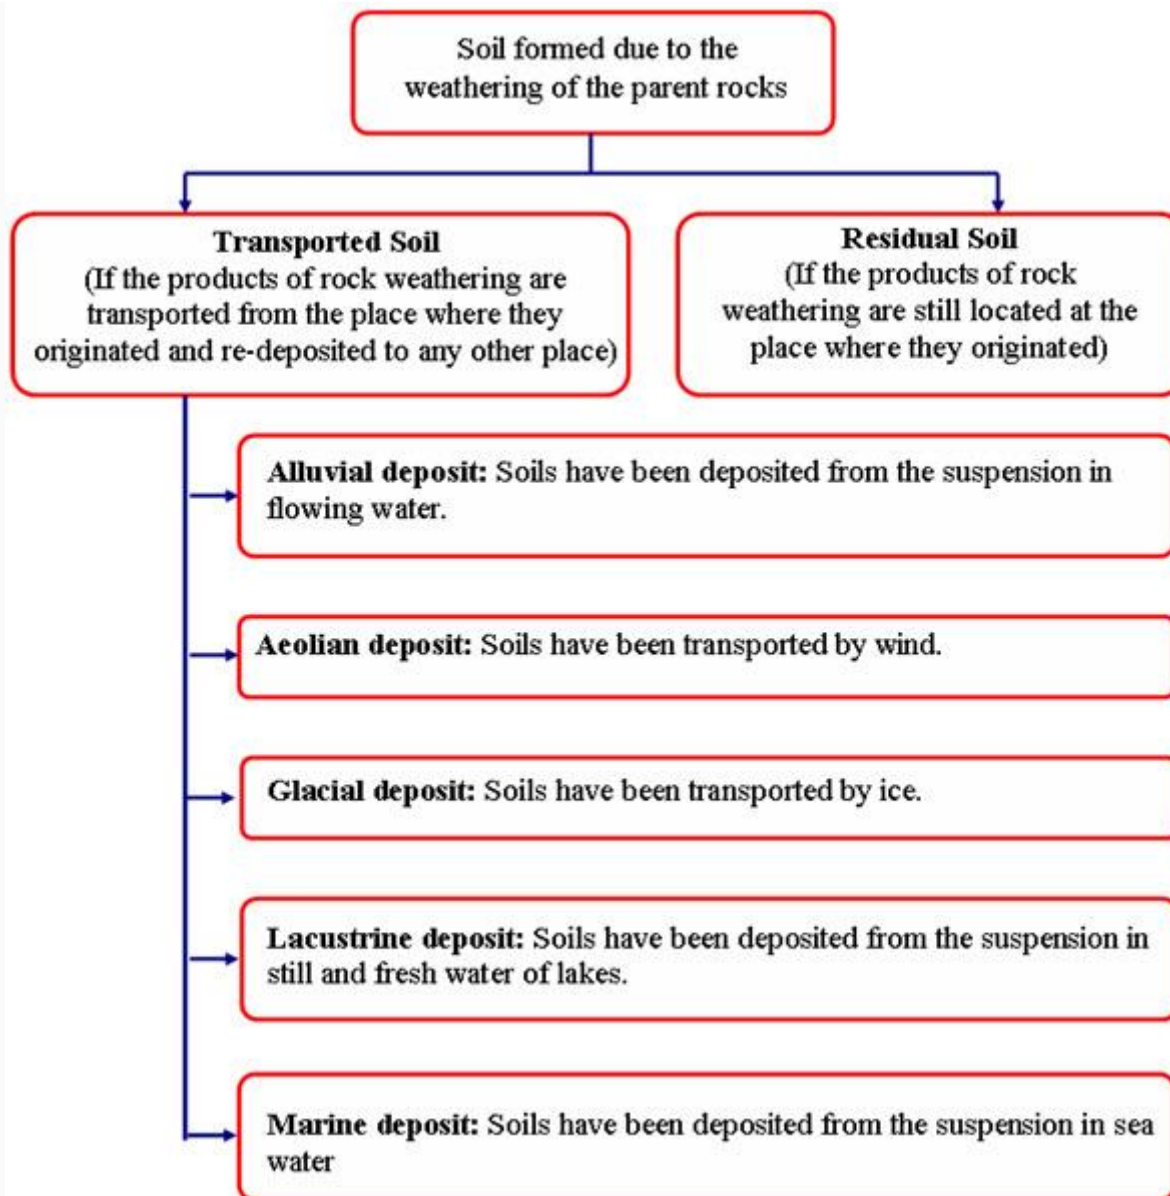 Soil formed due to the
weathering of the parent rocks
Transported Soil
(If the products of rock weathering are
transported from the place where they
originated and re-deposited to any other place)
Residual Soil
(If the products of rock
weathering are still located at the
place where they originated)
Alluvial deposit: Soils have been deposited from the suspension in
flowing water.
Aeolian deposit: Soils have been transported by wind.
Glacial deposit: Soils have been transported by ice.
Lacustrine deposit: Soils have been deposited from the suspension in
still and fresh water of lakes.
Marine deposit: Soils have been deposited from the suspension in sea
water